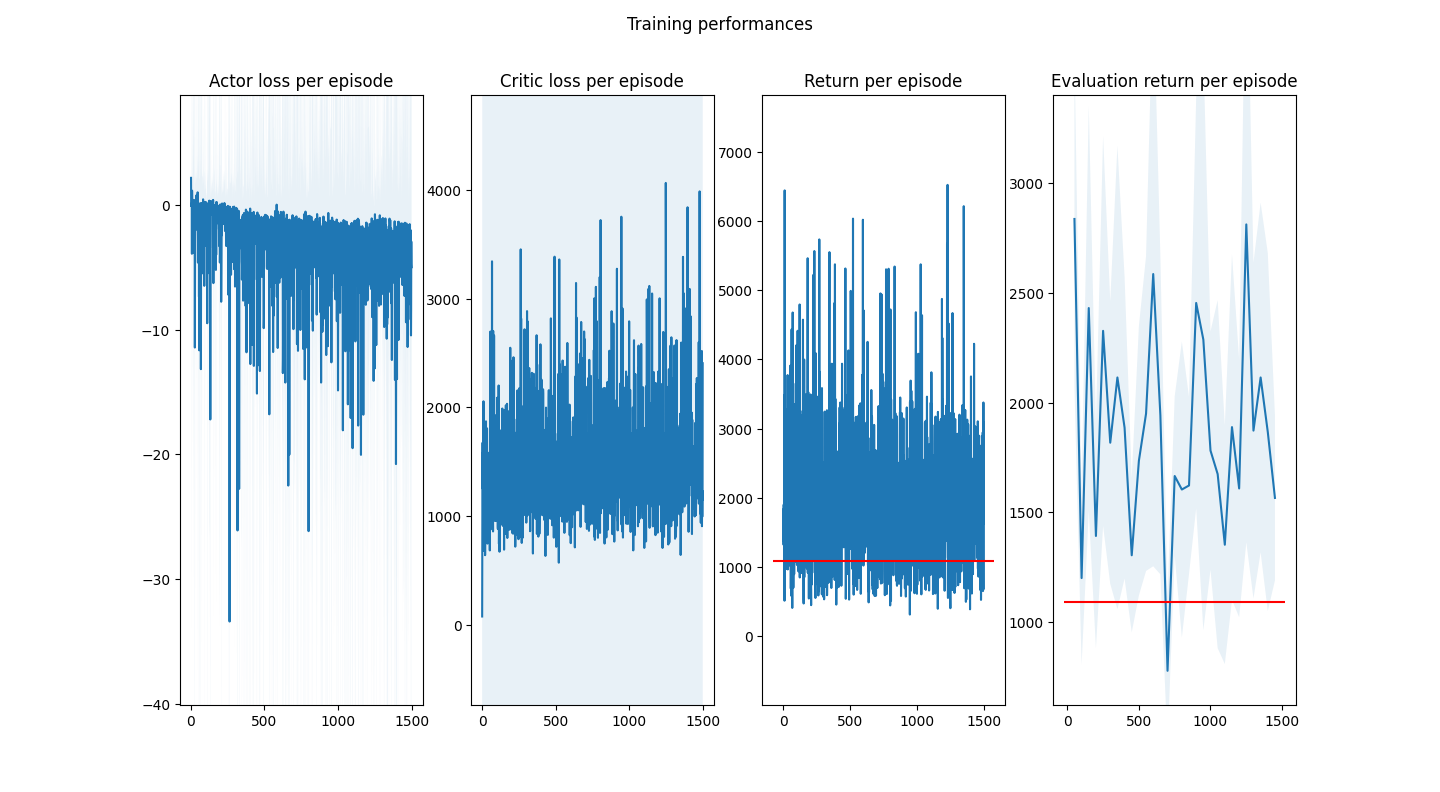 Training performances
Actor loss per episode
0
−10
−20
−30
−40
0 500 1000 1500
Critic loss per episode
4000
3000
2000
1000
0
0 500 1000 1500
Return per episode
7000
6000
5000
4000
3000
2000
1000
0
0 500 1000 1500
Evaluation return per episode
3000
2500
2000
1500
1000
0 500 1000 1500